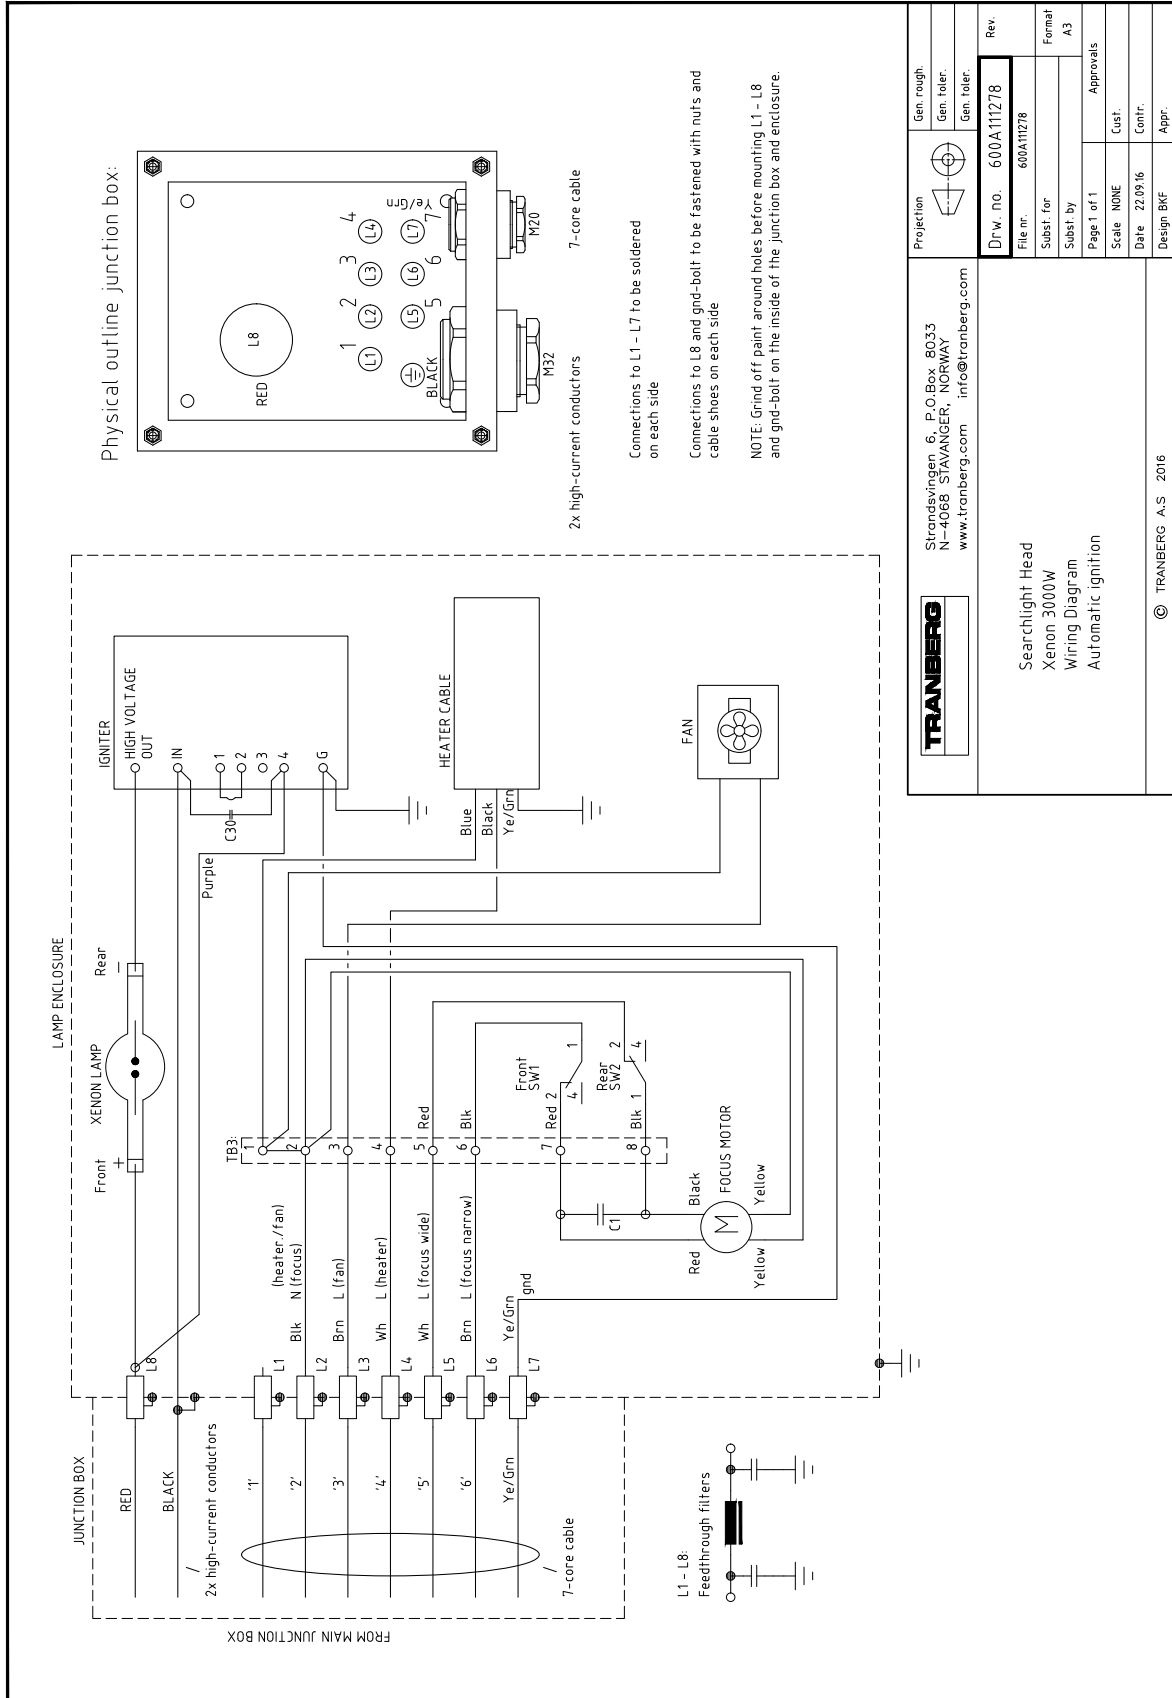 Physical outline junction box:
L8
RED
1
2
3
4
L1
L2
L3
L4
Ye/Grn
L5
L6
L7
5
6
7
BLACK
M32
M20
2x high-current conductors
7-core cable
Connections to L1 - L7 to be soldered
on each side
Connections to L8 and gnd-bolt to be fastened with nuts and
cable shoes on each side
NOTE: Grind off paint around holes before mounting L1 - L8
and gnd-bolt on the inside of the junction box and enclosure.
LAMP ENCLOSURE
JUNCTION BOX
FROM MAIN JUNCTION BOX
XENON LAMP
Front
+
Rear
-
IGNITER
HIGH VOLTAGE
OUT
IN
1
2
3
4
G
C30
Purple
RED
L8
BLACK
2x high-current conductors
HEATER CABLE
Blue
Black
Ye/Grn
FAN
TB3:
'1'
L1
(heater./fan)
1
'2'
L2
Blk
N (focus)
2
'3'
L3
Brn
L (fan)
3
'4'
L4
Wh
L (heater)
4
'5'
L5
Wh
L (focus wide)
5
Red
'6'
L6
Brn
L (focus narrow)
6
Blk
Ye/Grn
L7
Ye/Grn
gnd
7-core cable
7
Red
2
4
1
Front
SW1
8
Blk
1
2
4
Rear
SW2
C1
Red
Black
M
FOCUS MOTOR
Yellow
Yellow
L1 - L8:
Feedthrough filters
TRANBERG
Strandsvingen 6, P.O.Box 8033
N-4068 STAVANGER, NORWAY
www.tranberg.com info@tranberg.com
Searchlight Head
Xenon 3000W
Wiring Diagram
Automatic ignition
© TRANBERG A.S 2016
Projection
Gen. rough.
Gen. toler.
Gen. toler.
Drw. no. 600A111278
Rev.
File nr. 600A111278
Subst. for
Subst. by
Format
A3
Page 1 of 1
Approvals
Scale NONE
Cust.
Date 22.09.16
Contr.
Design BKF
Appr.